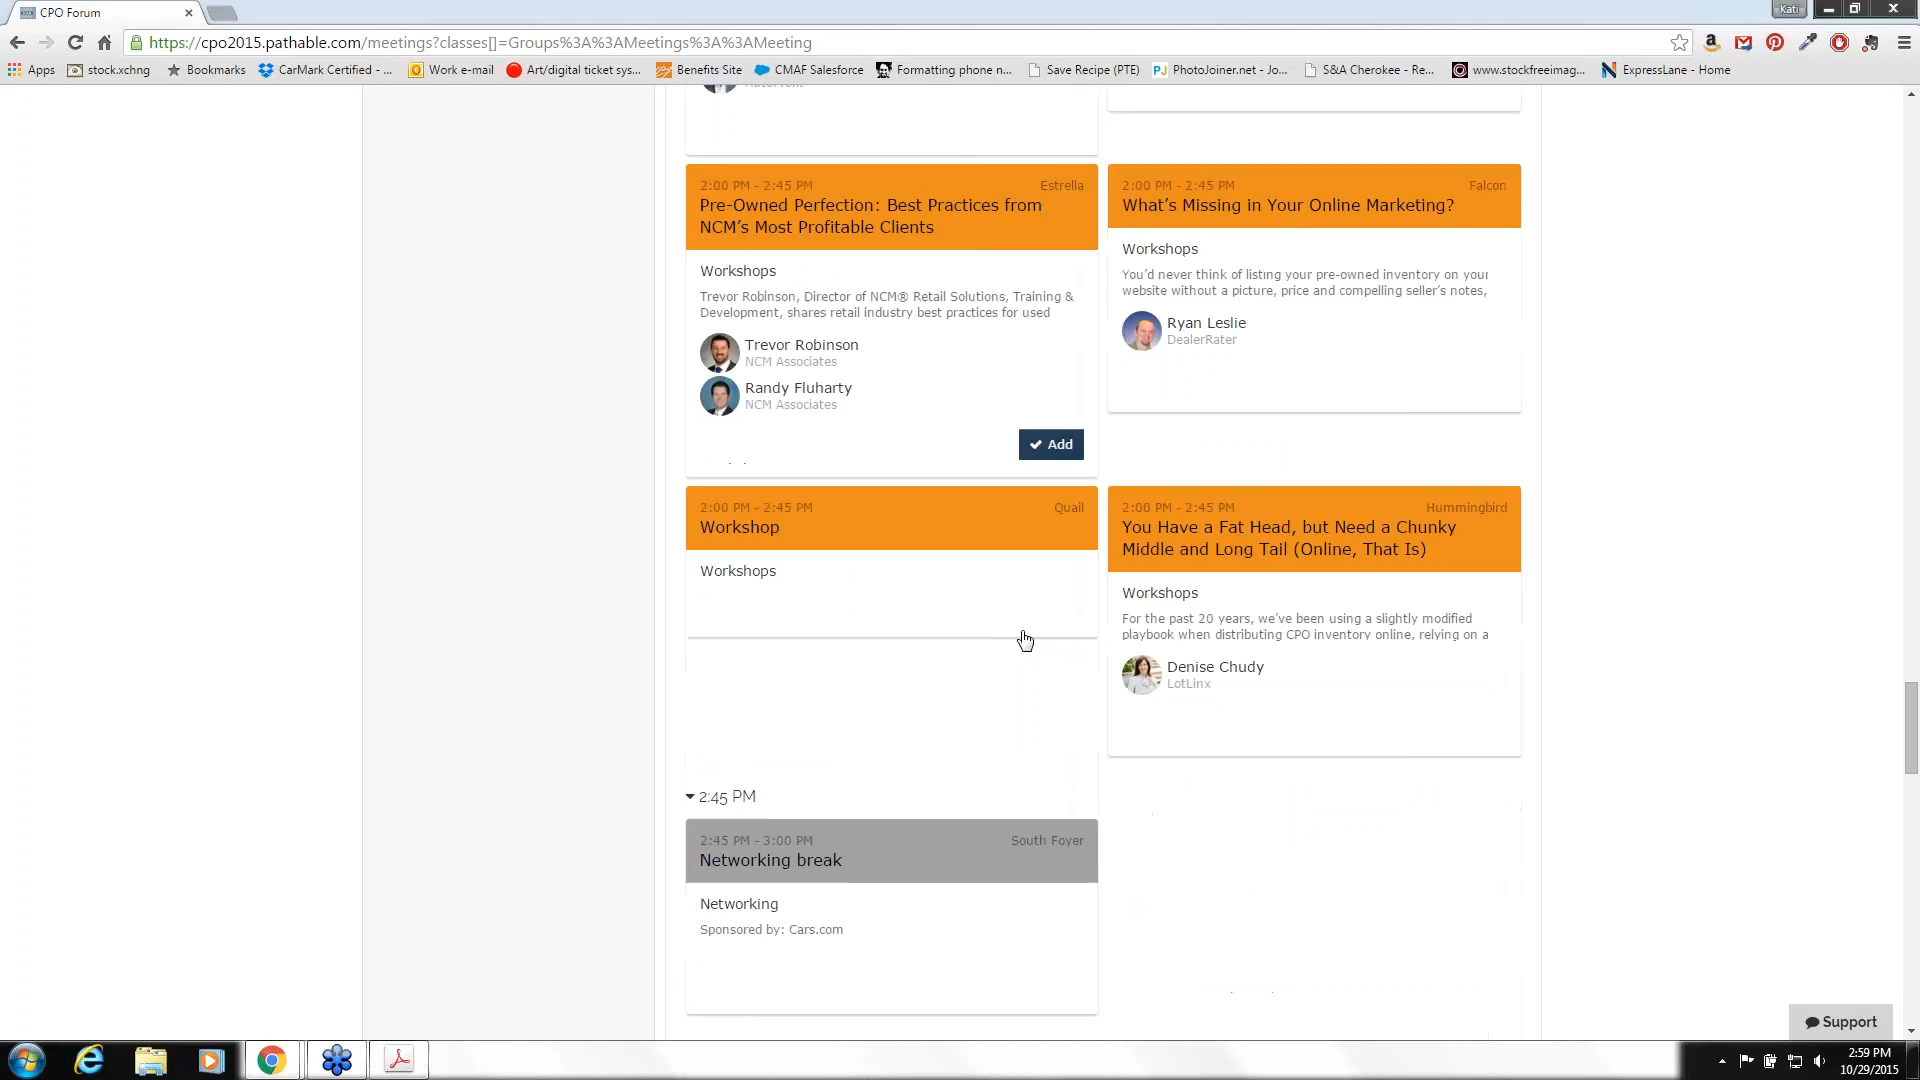 CPO Forum
Kati
https://cpo2015.pathable.com/meetings?classes[]=Groups%3A%3AMeetings%3A%3AMeeting
Apps
stock.xchng
Bookmarks
CarMark Certified - ...
Work e-mail
Art/digital ticket sys...
Benefits Site
CMAF Salesforce
Formatting phone n...
Save Recipe (PTE)
PhotoJoiner.net - Jo...
S&A Cherokee - Re...
www.stockfreeimag...
ExpressLane - Home
2:00 PM - 2:45 PM Estrella
Pre-Owned Perfection: Best Practices from
NCM’s Most Profitable Clients
Workshops
Trevor Robinson, Director of NCM® Retail Solutions, Training &
Development, shares retail industry best practices for used
Trevor Robinson
NCM Associates
Randy Fluharty
NCM Associates
Add
2:00 PM - 2:45 PM Falcon
What’s Missing in Your Online Marketing?
Workshops
You’d never think of listing your pre-owned inventory on your
website without a picture, price and compelling seller’s notes,
Ryan Leslie
DealerRater
2:00 PM - 2:45 PM Quail
Workshop
Workshops
2:00 PM - 2:45 PM Hummingbird
You Have a Fat Head, but Need a Chunky
Middle and Long Tail (Online, That Is)
Workshops
For the past 20 years, we’ve been using a slightly modified
playbook when distributing CPO inventory online, relying on a
Denise Chudy
LotLinx
2:45 PM
2:45 PM - 3:00 PM South Foyer
Networking break
Networking
Sponsored by: Cars.com
Support
2:59 PM
10/29/2015